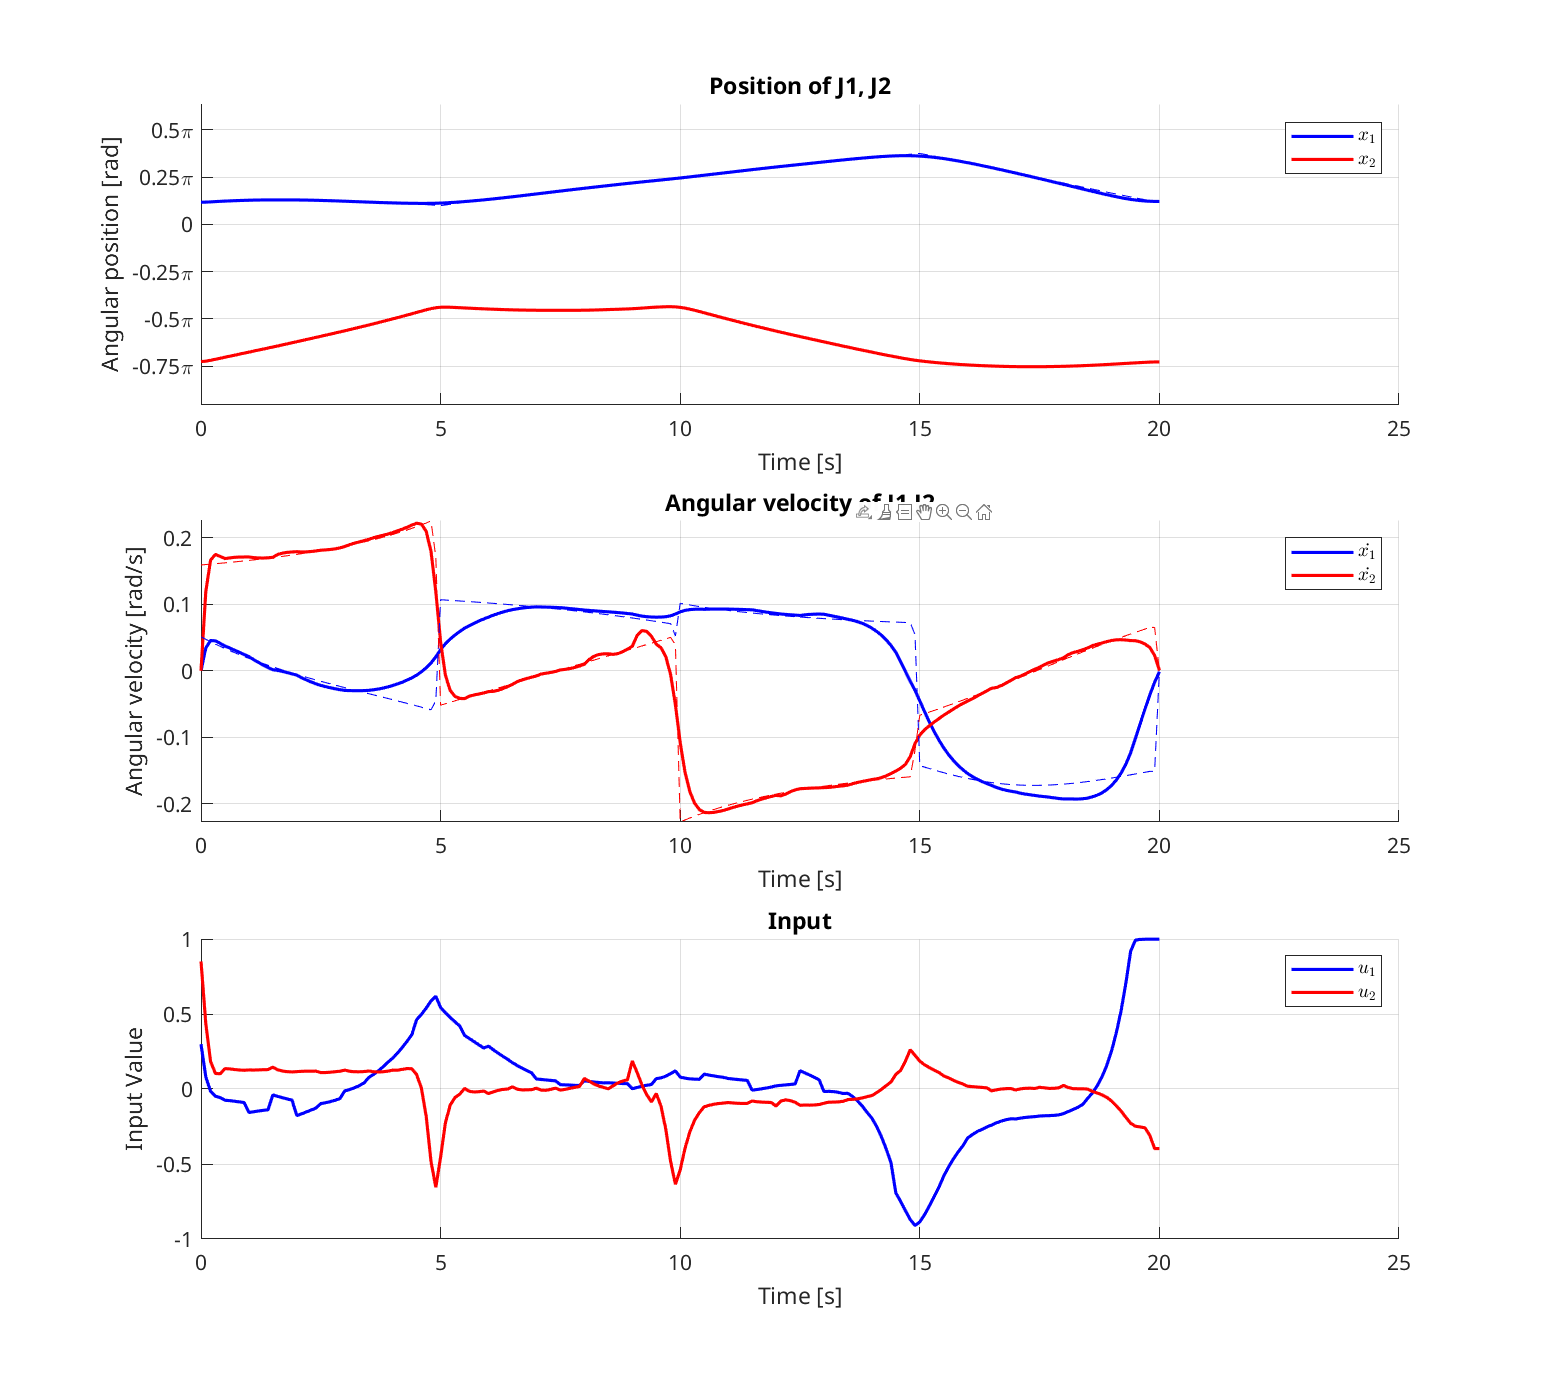 Position of J1, J2
0.5π
0.25π
0
-0.25π
-0.5π
-0.75π
Angular position [rad]
x₁
x₂
0 5 10 15 20 25
Time [s]
Angular velocity of J1,J2
0.2
0.1
0
-0.1
-0.2
Angular velocity [rad/s]
ẋ₁
ẋ₂
0 5 10 15 20 25
Time [s]
Input
1
0.5
0
-0.5
-1
Input Value
u₁
u₂
0 5 10 15 20 25
Time [s]